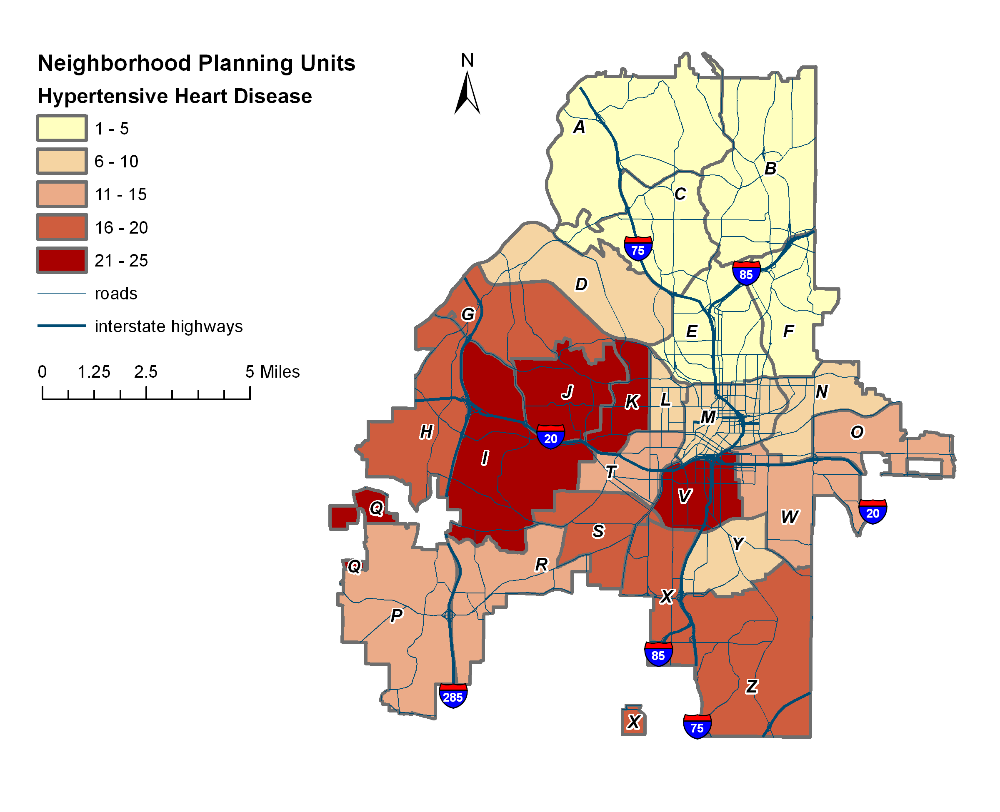 Neighborhood Planning Units
Hypertensive Heart Disease
1 - 5
6 - 10
11 - 15
16 - 20
21 - 25
roads
interstate highways
0 1.25 2.5 5 Miles
N
A
B
C
75
85
D
G
E
F
J
K
L
N
M
H
20
O
I
T
V
Q
W
20
S
Y
Q
R
X
P
85
Z
285
X
75